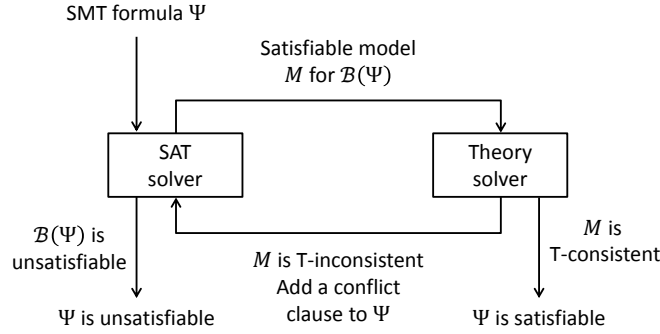 SMT formula Ψ
Satisfiable model
M for ℬ(Ψ)
SAT
solver
Theory
solver
ℬ(Ψ) is
unsatisfiable
M is T-inconsistent
Add a conflict
clause to Ψ
M is
T-consistent
Ψ is unsatisfiable
Ψ is satisfiable